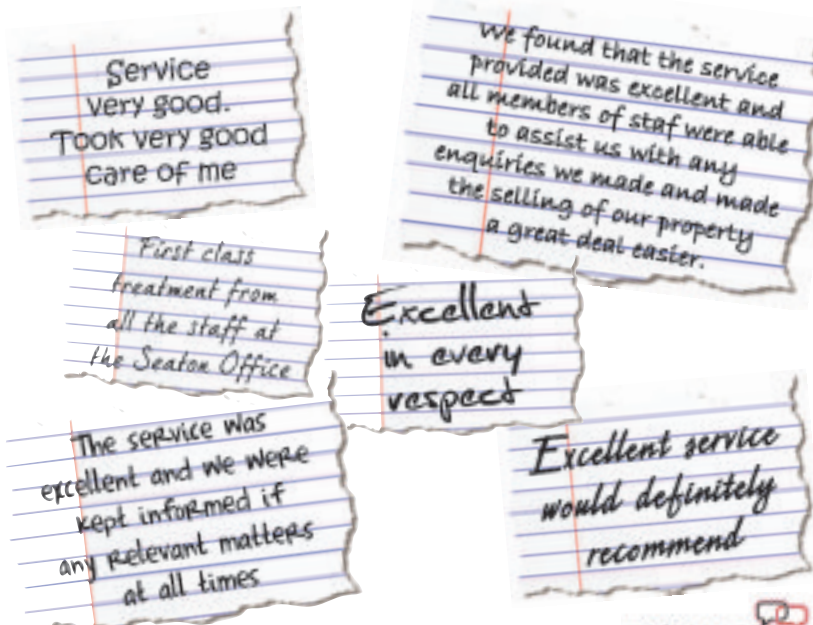 Service
very good.
Took very good
care of me
We found that the service
provided was excellent and
all members of staf were able
to assist us with any
enquiries we made and made
the selling of our property
a great deal easier.
First class
treatment from
all the staff at
the Seaton Office
Excellent
in every
respect
The service was
excellent and we were
kept informed if
any relevant matters
at all times
Excellent service
would definitely
recommend